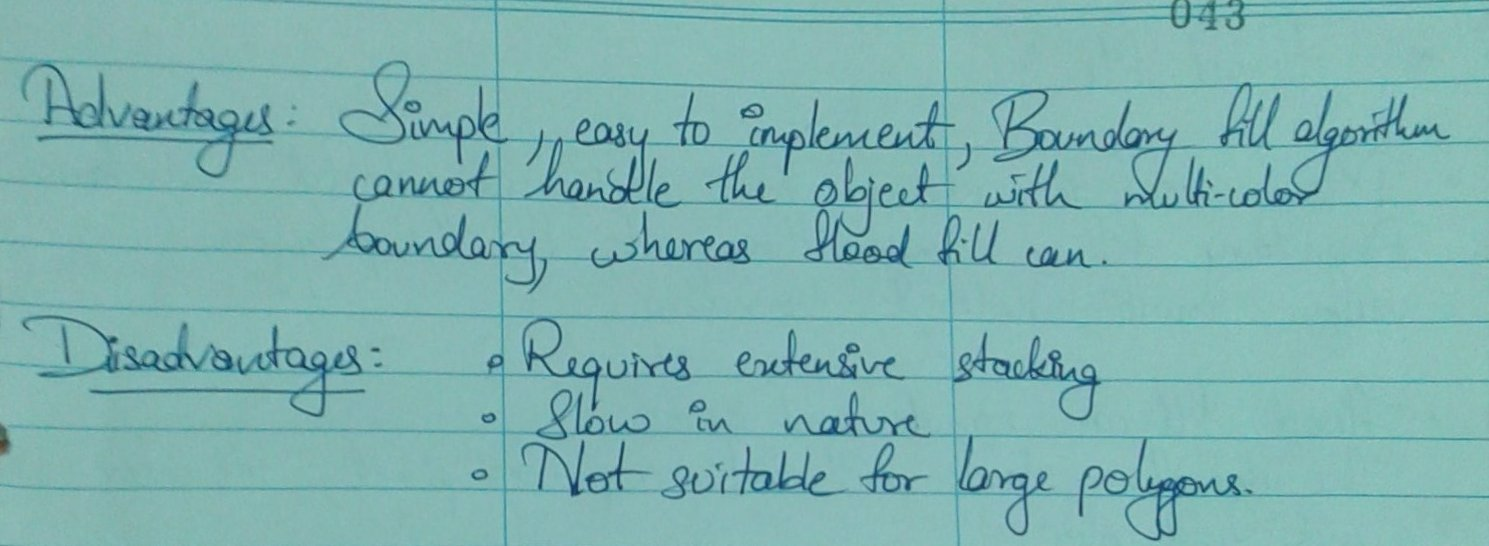 043
Advantages: Simple, easy to implement, Boundary fill algorithm
cannot handle the object with multi-color
boundary, whereas flood fill can.
Disadvantages: • Requires extensive stacking
• Slow in nature
• Not suitable for large polygons.